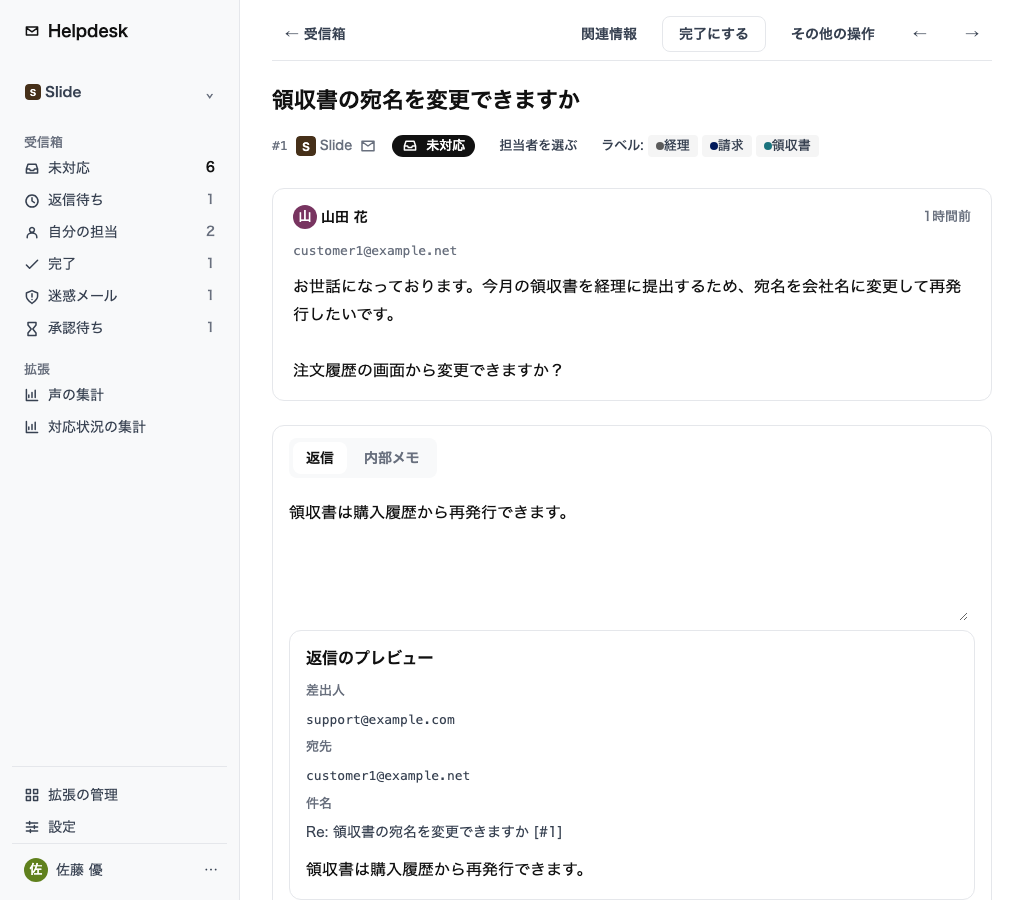 Helpdesk
S Slide
受信箱
未対応 6
返信待ち 1
自分の担当 2
完了 1
迷惑メール 1
承認待ち 1
拡張
声の集計
対応状況の集計
拡張の管理
設定
佐 佐藤 優 ...
← 受信箱 関連情報 完了にする その他の操作 ← →
領収書の宛名を変更できますか
#1 S Slide 未対応 担当者を選ぶ ラベル: 経理 請求 領収書
山 山田 花 1時間前
customer1@example.net
お世話になっております。今月の領収書を経理に提出するため、宛名を会社名に変更して再発
行したいです。
注文履歴の画面から変更できますか？
返信 内部メモ
領収書は購入履歴から再発行できます。
返信のプレビュー
差出人
support@example.com
宛先
customer1@example.net
件名
Re: 領収書の宛名を変更できますか [#1]
領収書は購入履歴から再発行できます。